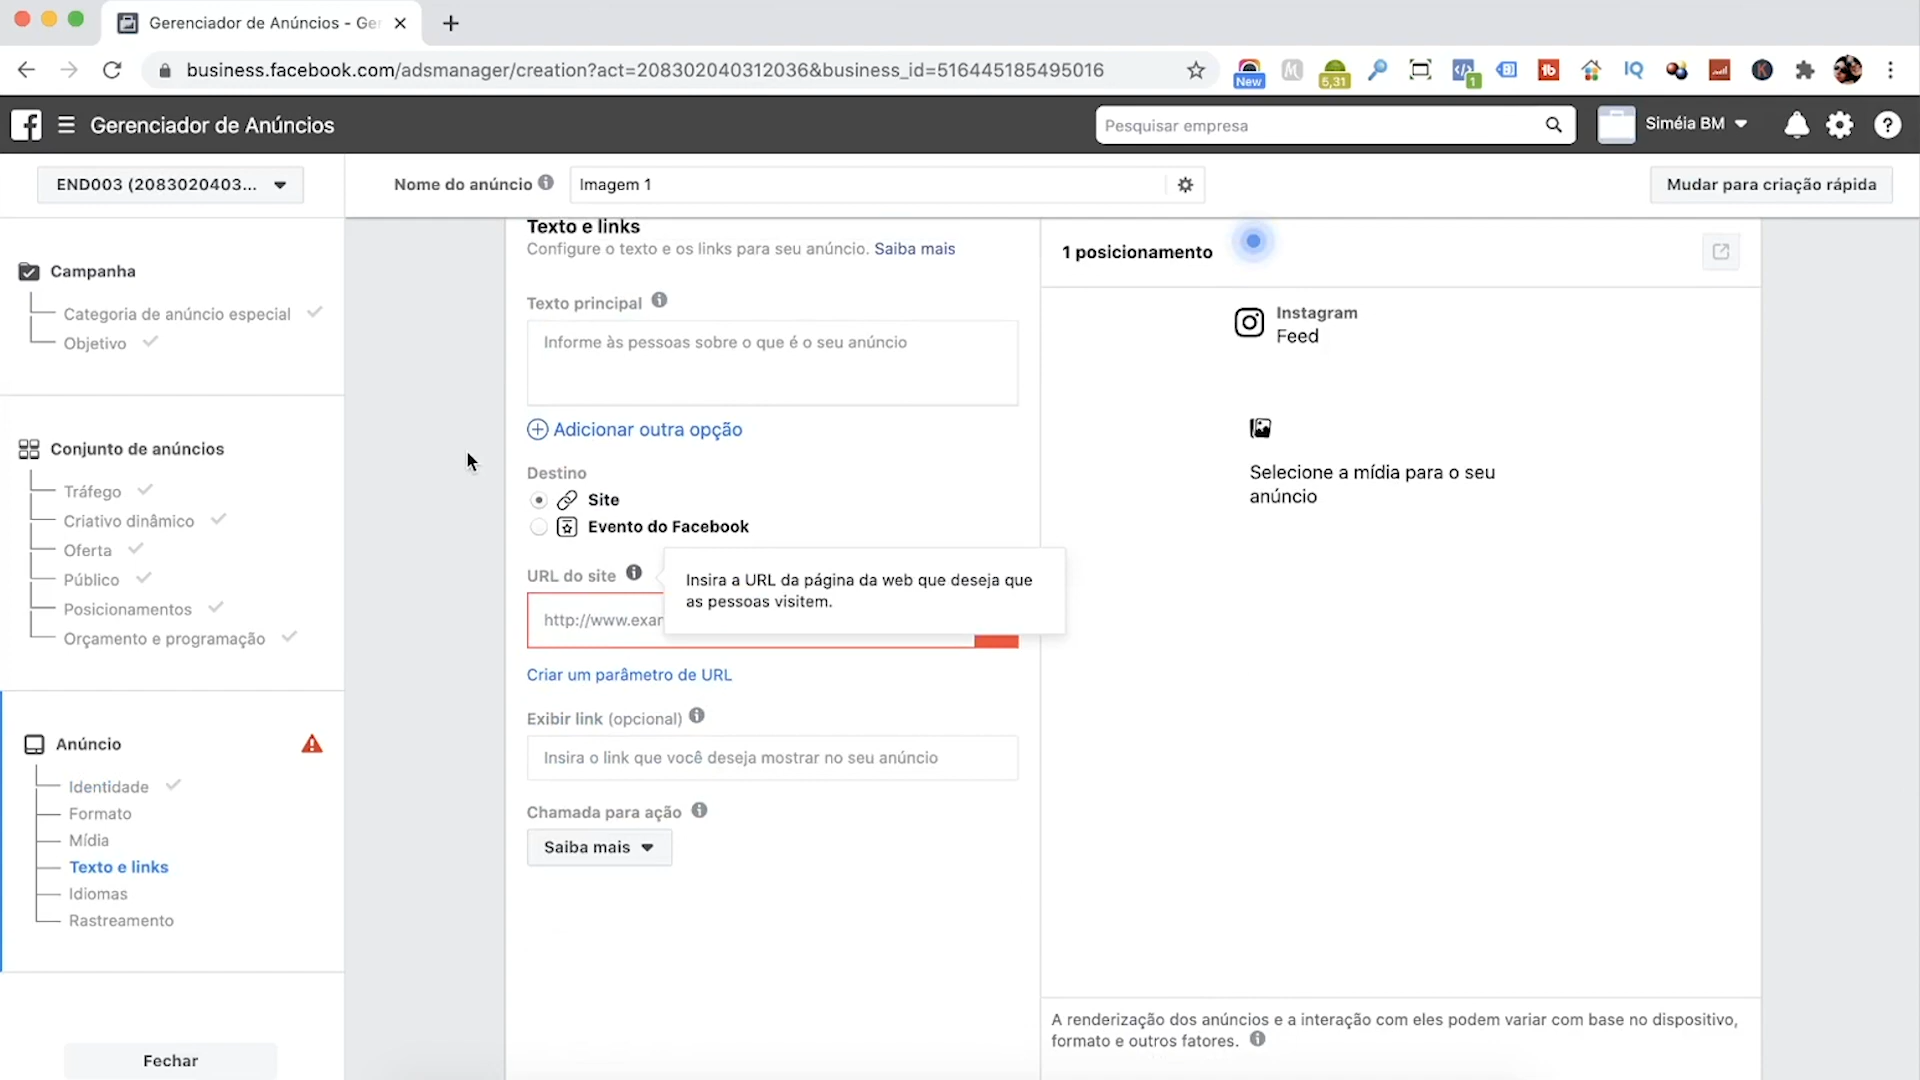 Gerenciador de Anúncios - Ge
business.facebook.com/adsmanager/creation?act=208302040312036&business_id=516445185495016
New
5,31
1
IQ
K
Gerenciador de Anúncios
Pesquisar empresa
Siméia BM
END003 (2083020403...
Nome do anúncio
Imagem 1
Mudar para criação rápida
Campanha
Categoria de anúncio especial
Objetivo
Conjunto de anúncios
Tráfego
Criativo dinâmico
Oferta
Público
Posicionamentos
Orçamento e programação
Anúncio
Identidade
Formato
Mídia
Texto e links
Idiomas
Rastreamento
Fechar
Texto e links
Configure o texto e os links para seu anúncio. Saiba mais
Texto principal
Informe às pessoas sobre o que é o seu anúncio
Adicionar outra opção
Destino
Site
Evento do Facebook
URL do site
Insira a URL da página da web que deseja que
as pessoas visitem.
http://www.exar
Criar um parâmetro de URL
Exibir link (opcional)
Insira o link que você deseja mostrar no seu anúncio
Chamada para ação
Saiba mais
1 posicionamento
Instagram
Feed
Selecione a mídia para o seu
anúncio
A renderização dos anúncios e a interação com eles podem variar com base no dispositivo,
formato e outros fatores.